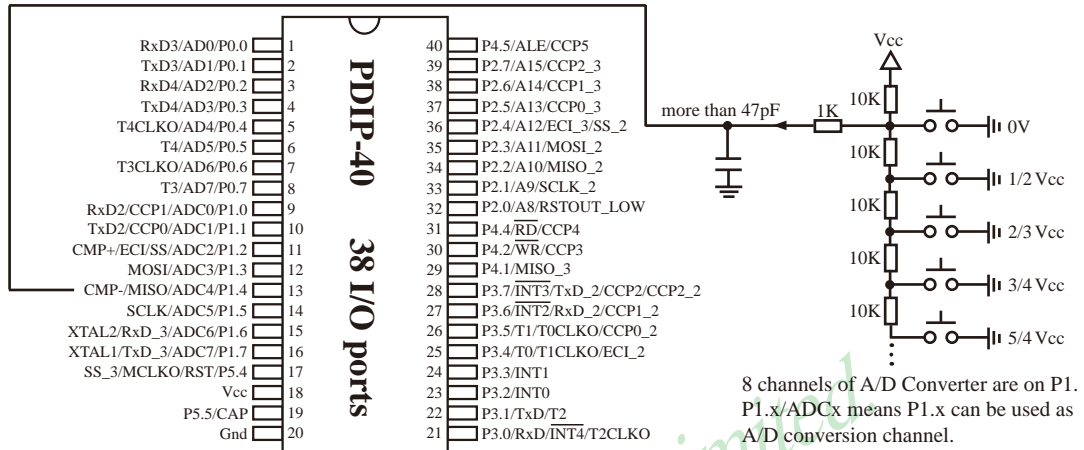 RxD3/AD0/P0.0 1
TxD3/AD1/P0.1 2
RxD4/AD2/P0.2 3
TxD4/AD3/P0.3 4
T4CLKO/AD4/P0.4 5
T4/AD5/P0.5 6
T3CLKO/AD6/P0.6 7
T3/AD7/P0.7 8
RxD2/CCP1/ADC0/P1.0 9
TxD2/CCP0/ADC1/P1.1 10
CMP+/ECI/SS/ADC2/P1.2 11
MOSI/ADC3/P1.3 12
CMP-/MISO/ADC4/P1.4 13
SCLK/ADC5/P1.5 14
XTAL2/RxD_3/ADC6/P1.6 15
XTAL1/TxD_3/ADC7/P1.7 16
SS_3/MCLKO/RST/P5.4 17
Vcc 18
P5.5/CAP 19
Gnd 20
PDIP-40 38 I/O ports
40 P4.5/ALE/CCP5
39 P2.7/A15/CCP2_3
38 P2.6/A14/CCP1_3
37 P2.5/A13/CCP0_3
36 P2.4/A12/ECI_3/SS_2
35 P2.3/A11/MOSI_2
34 P2.2/A10/MISO_2
33 P2.1/A9/SCLK_2
32 P2.0/A8/RSTOUT_LOW
31 P4.4/RD/CCP4
30 P4.2/WR/CCP3
29 P4.1/MISO_3
28 P3.7/INT3/TxD_2/CCP2/CCP2_2
27 P3.6/INT2/RxD_2/CCP1_2
26 P3.5/T1/T0CLKO/CCP0_2
25 P3.4/T0/T1CLKO/ECI_2
24 P3.3/INT1
23 P3.2/INT0
22 P3.1/TxD/T2
21 P3.0/RxD/INT4/T2CLKO
more than 47pF
1K
Vcc
10K
0V
10K
1/2 Vcc
10K
2/3 Vcc
10K
3/4 Vcc
10K
5/4 Vcc
8 channels of A/D Converter are on P1.
P1.x/ADCx means P1.x can be used as
A/D conversion channel.
imited.